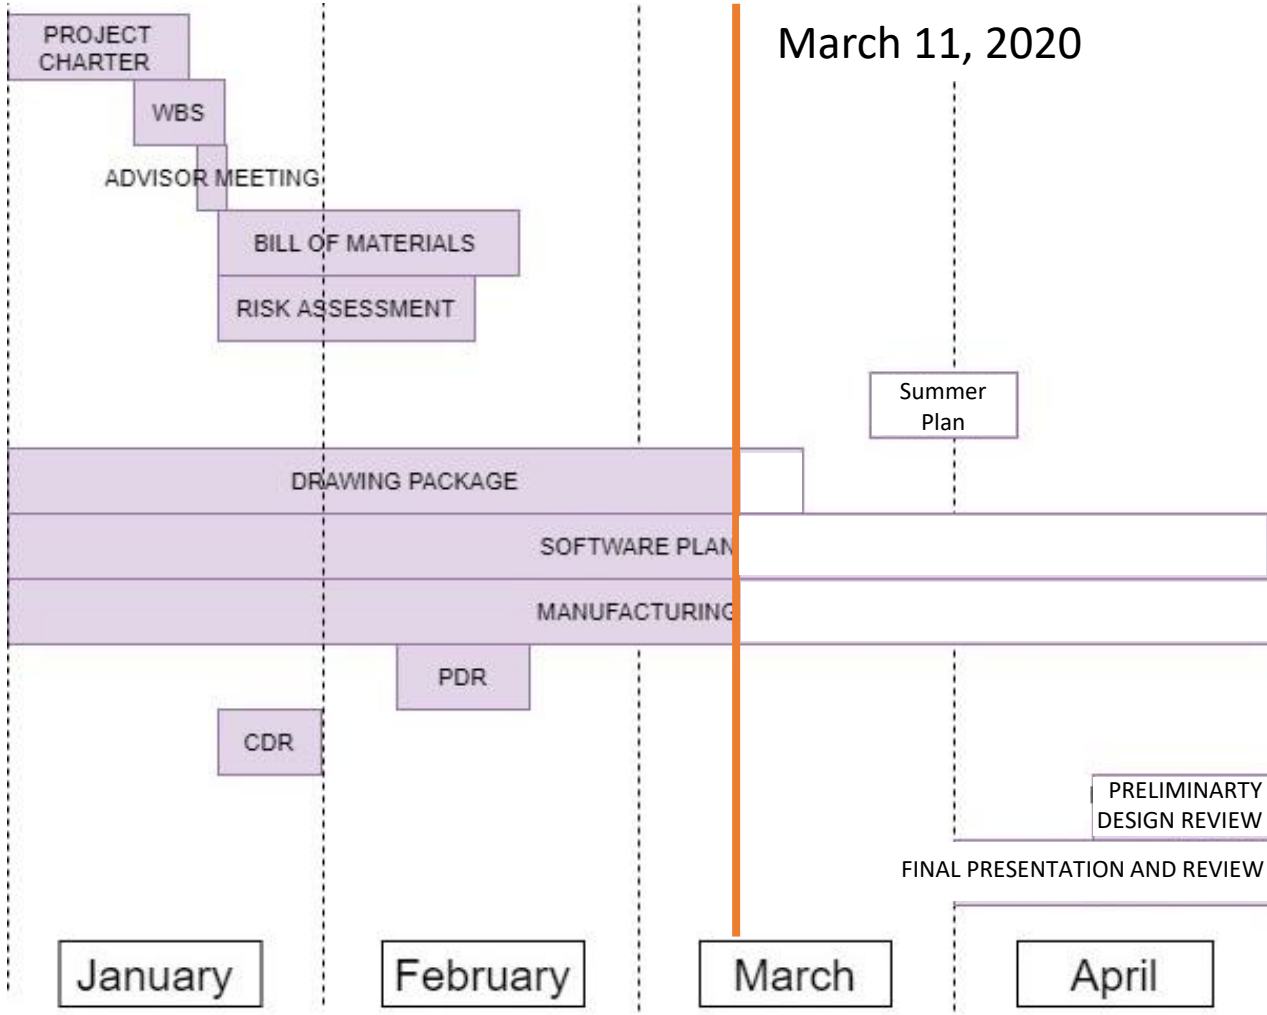 March 11, 2020
PROJECT
CHARTER
WBS
ADVISOR MEETING
BILL OF MATERIALS
RISK ASSESSMENT
Summer
Plan
DRAWING PACKAGE
SOFTWARE PLAN
MANUFACTURING
PDR
CDR
PRELIMINARTY
DESIGN REVIEW
FINAL PRESENTATION AND REVIEW
January
February
March
April